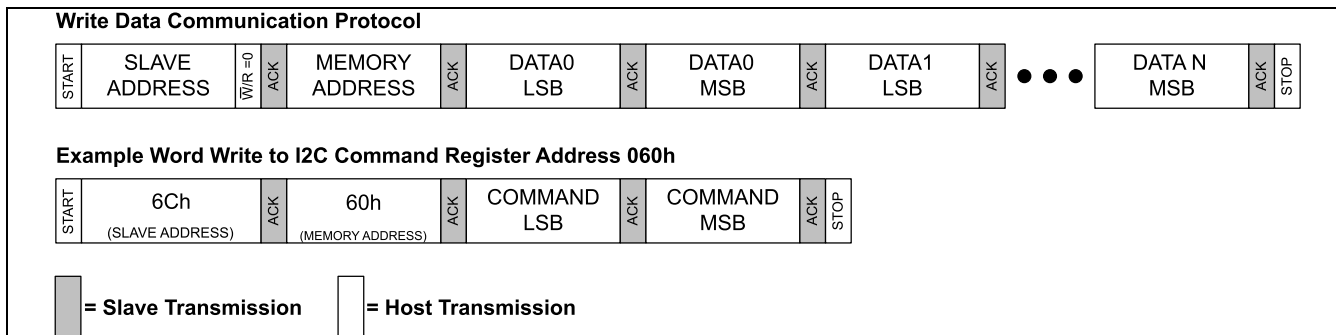 Write Data Communication Protocol
START
SLAVE
ADDRESS
W̅/R =0
ACK
MEMORY
ADDRESS
ACK
DATA0
LSB
ACK
DATA0
MSB
ACK
DATA1
LSB
ACK
● ● ●
DATA N
MSB
ACK
STOP
Example Word Write to I2C Command Register Address 060h
START
6Ch
(SLAVE ADDRESS)
ACK
60h
(MEMORY ADDRESS)
ACK
COMMAND
LSB
ACK
COMMAND
MSB
ACK
STOP
= Slave Transmission
= Host Transmission